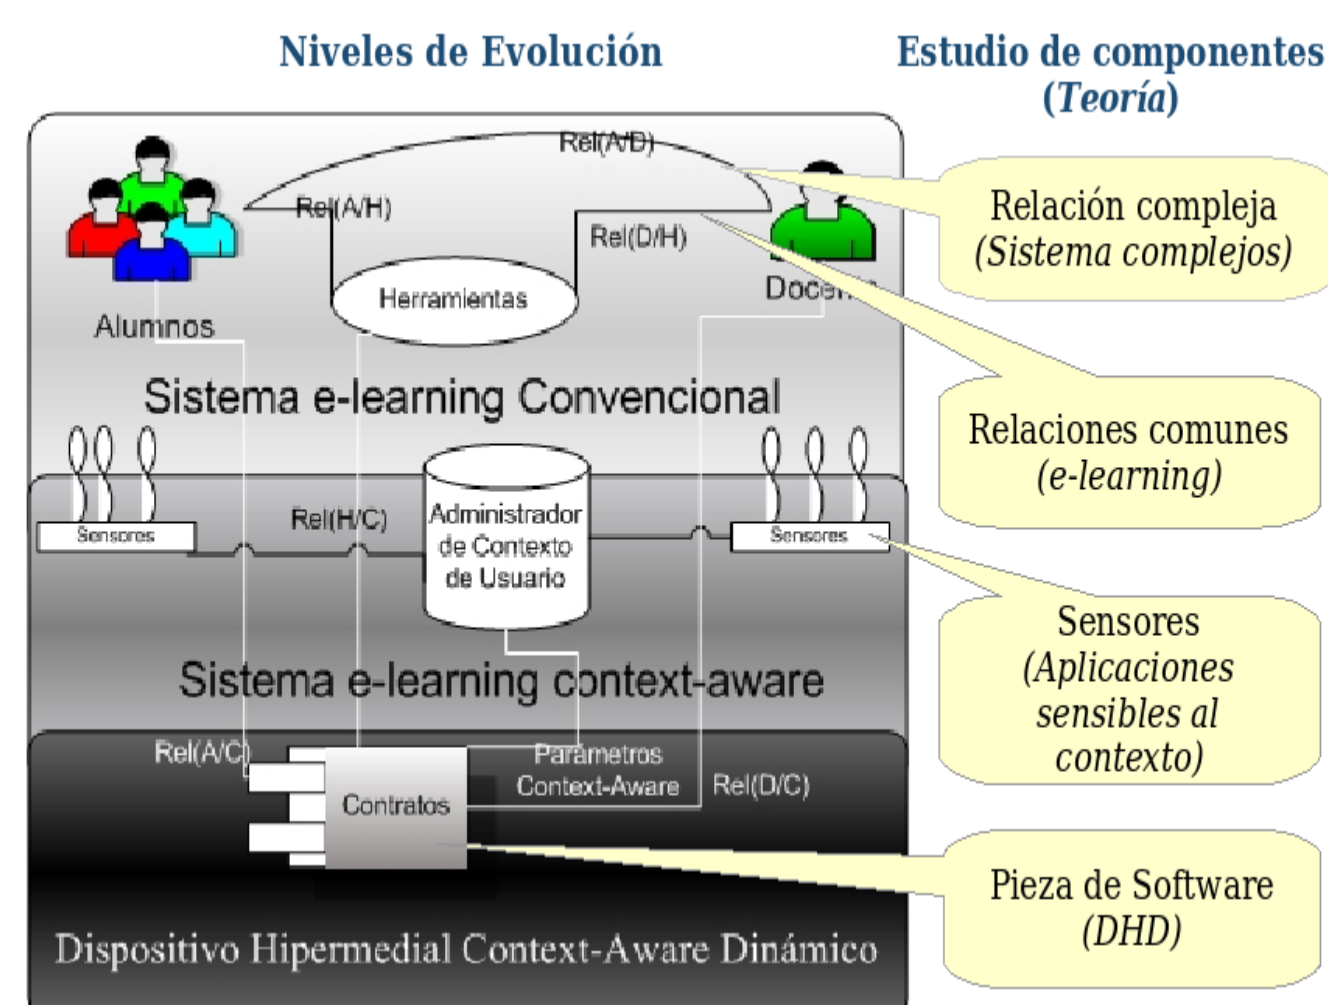 Niveles de Evolución
Estudio de componentes
(Teoría)
Rel(A/D)
Rel(A/H)
Rel(D/H)
Herramientas
Docente
Alumnos
Sistema e-learning Convencional
Relación compleja
(Sistema complejos)
Relaciones comunes
(e-learning)
Sensores
Rel(H/C)
Administrador
de Contexto
de Usuario
Sensores
Sistema e-learning context-aware
Sensores
(Aplicaciones
sensibles al
contexto)
Rel(A/C)
Contratos
Parámetros
Context-Aware
Rel(D/C)
Dispositivo Hipermedial Context-Aware Dinámico
Pieza de Software
(DHD)